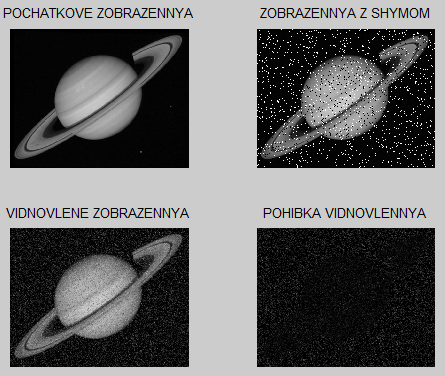 POCHATKOVE ZOBRAZENNYA
ZOBRAZENNYA Z SHYMOM
VIDNOVLENE ZOBRAZENNYA
POHIBKA VIDNOVLENNYA